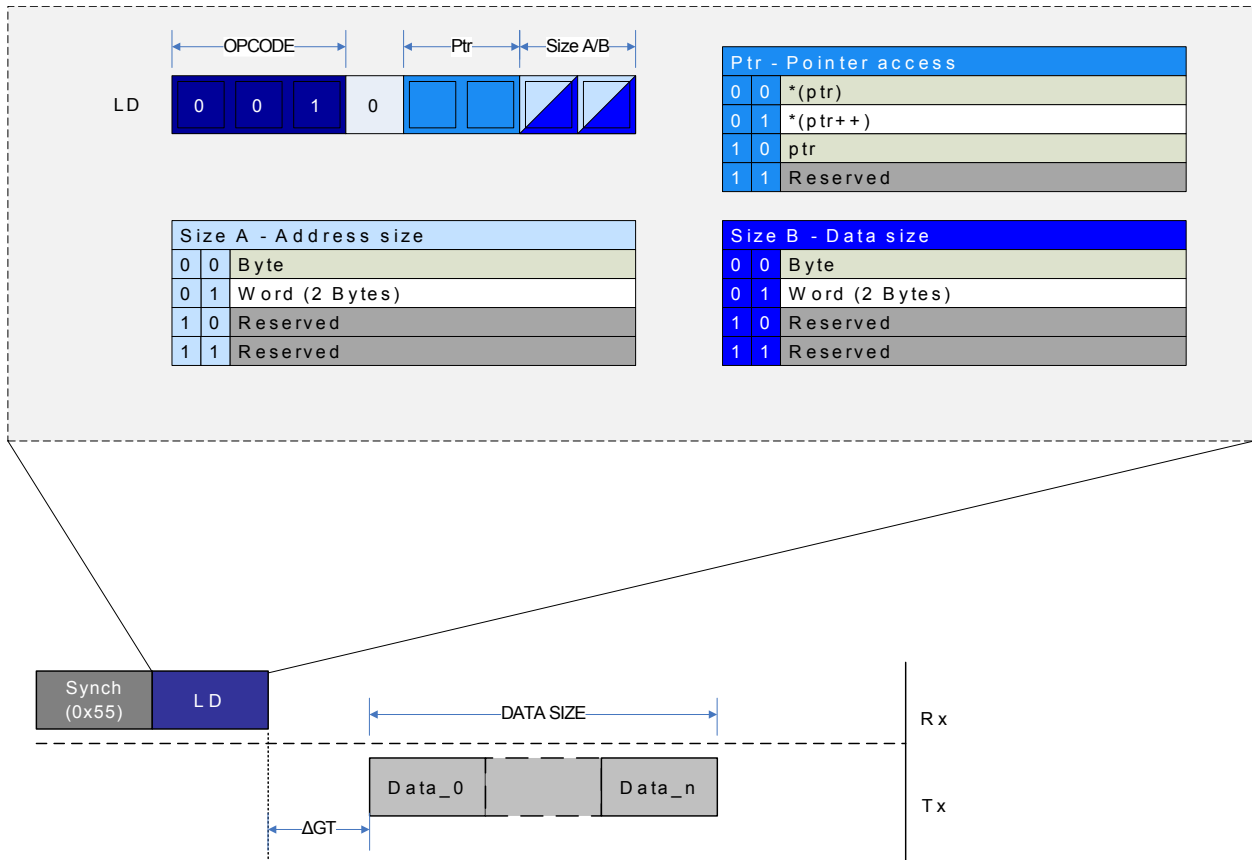 OPCODE Ptr Size A/B
LD 0 0 1 0
Ptr - Pointer access
0 0 *(ptr)
0 1 *(ptr++)
1 0 ptr
1 1 Reserved
Size A - Address size
0 0 Byte
0 1 Word (2 Bytes)
1 0 Reserved
1 1 Reserved
Size B - Data size
0 0 Byte
0 1 Word (2 Bytes)
1 0 Reserved
1 1 Reserved
Synch
(0x55)
LD
DATA SIZE
Rx
Data_0 Data_n
Tx
ΔGT